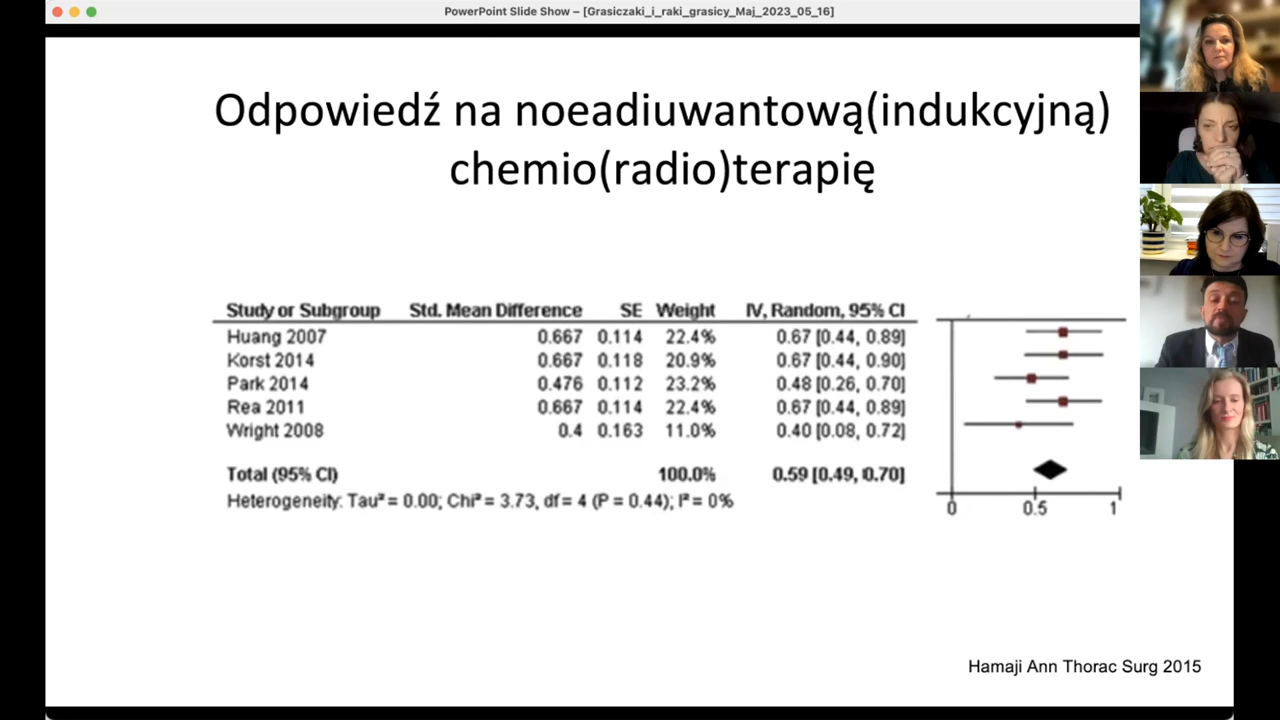 PowerPoint Slide Show – [Grasiczaki_i_raki_grasicy_Maj_2023_05_16]
Odpowiedź na noeadiuwantową(indukcyjną)
chemio(radio)terapię
Study or Subgroup Std. Mean Difference SE Weight IV, Random, 95% CI
Huang 2007 0.667 0.114 22.4% 0.67 [0.44, 0.89]
Korst 2014 0.667 0.118 20.9% 0.67 [0.44, 0.90]
Park 2014 0.476 0.112 23.2% 0.48 [0.26, 0.70]
Rea 2011 0.667 0.114 22.4% 0.67 [0.44, 0.89]
Wright 2008 0.4 0.163 11.0% 0.40 [0.08, 0.72]
Total (95% CI) 100.0% 0.59 [0.49, 0.70]
Heterogeneity: Tau² = 0.00; Chi² = 3.73, df = 4 (P = 0.44); I² = 0%
0 0.5 1
Hamaji Ann Thorac Surg 2015